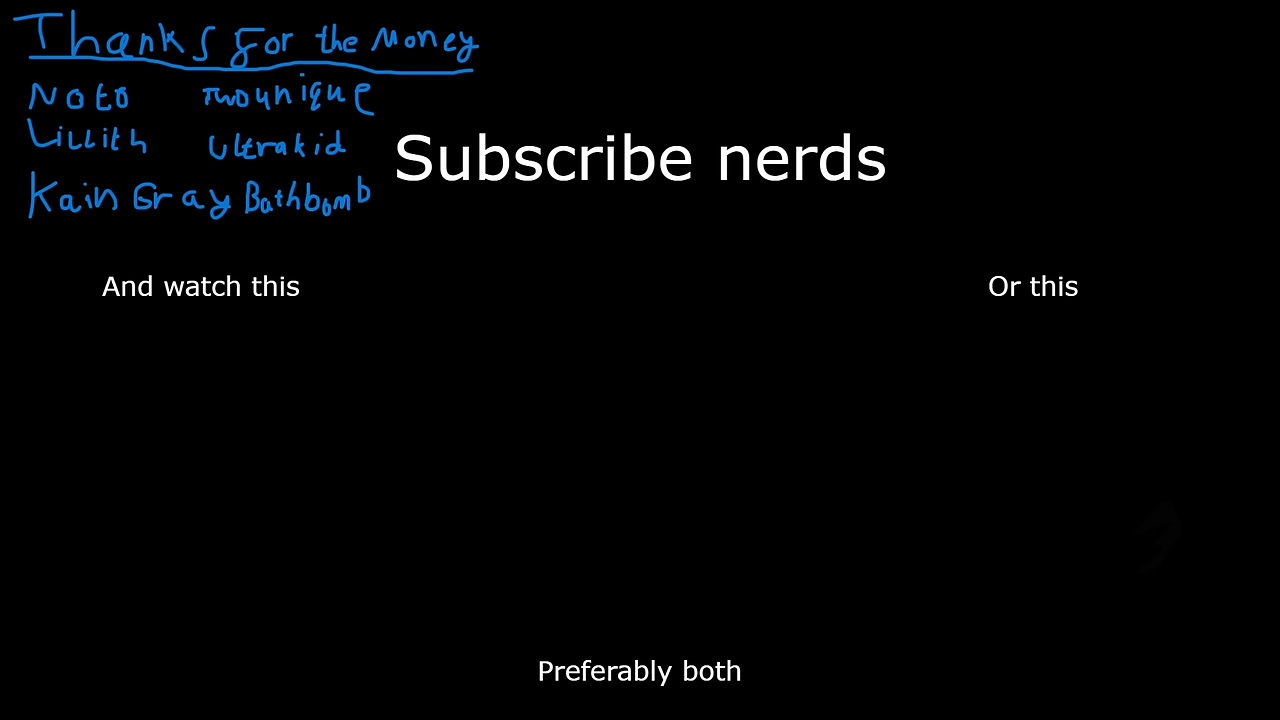 Thanks for the Money
Noto Twounique
Lillith Ultrakid
Kain Gray Bathbomb
Subscribe nerds
And watch this Or this
Preferably both